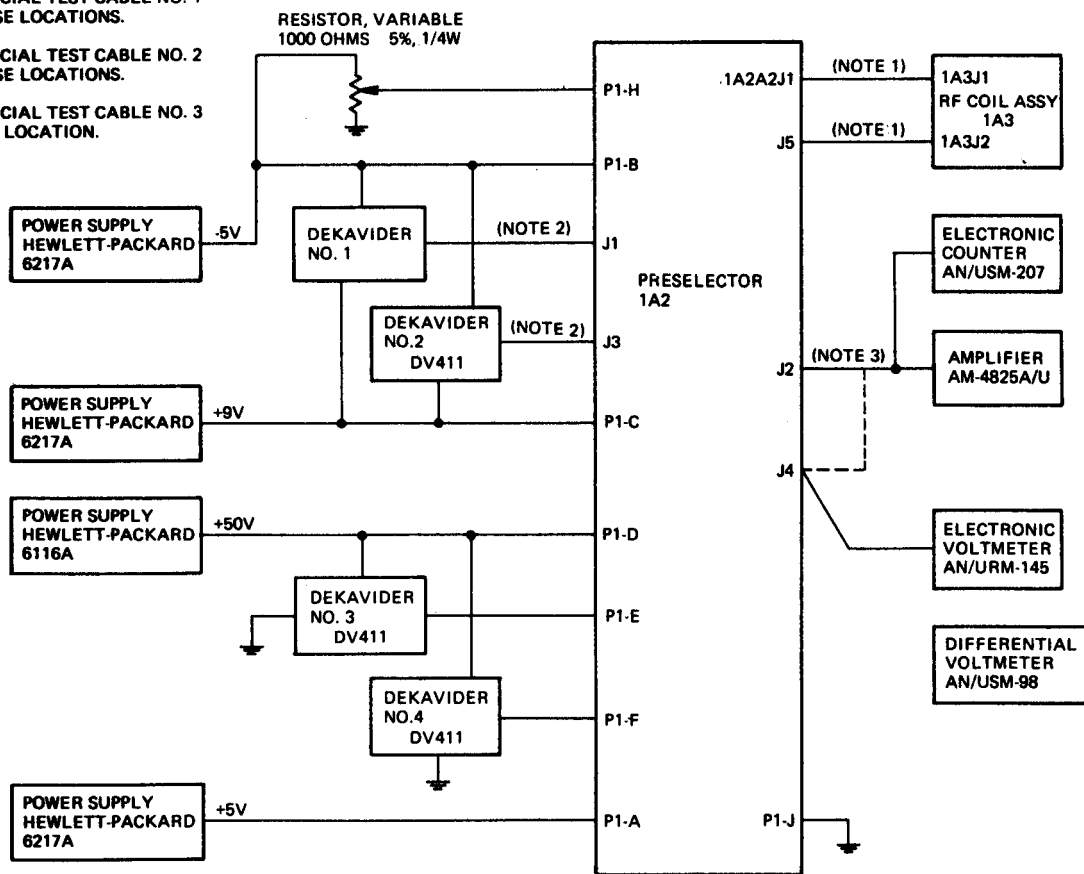 SE LOCATIONS.
CIAL TEST CABLE NO. 2
SE LOCATIONS.
CIAL TEST CABLE NO. 3
LOCATION.
RESISTOR, VARIABLE
1000 OHMS 5%, 1/4W
P1-H
P1-B
J1
J3
P1-C
P1-D
P1-E
P1-F
P1-A
PRESELECTOR
1A2
1A2A2J1
J5
J2
J4
P1-J
POWER SUPPLY
HEWLETT-PACKARD
6217A
-5V
DEKAVIDER
NO. 1
(NOTE 2)
DEKAVIDER
NO.2
DV411
(NOTE 2)
POWER SUPPLY
HEWLETT-PACKARD
6217A
+9V
POWER SUPPLY
HEWLETT-PACKARD
6116A
+50V
DEKAVIDER
NO. 3
DV411
DEKAVIDER
NO.4
DV411
POWER SUPPLY
HEWLETT-PACKARD
6217A
+5V
(NOTE 1)
(NOTE 1)
1A3J1
RF COIL ASSY
1A3
1A3J2
ELECTRONIC
COUNTER
AN/USM-207
(NOTE 3)
AMPLIFIER
AM-4825A/U
ELECTRONIC
VOLTMETER
AN/URM-145
DIFFERENTIAL
VOLTMETER
AN/USM-98